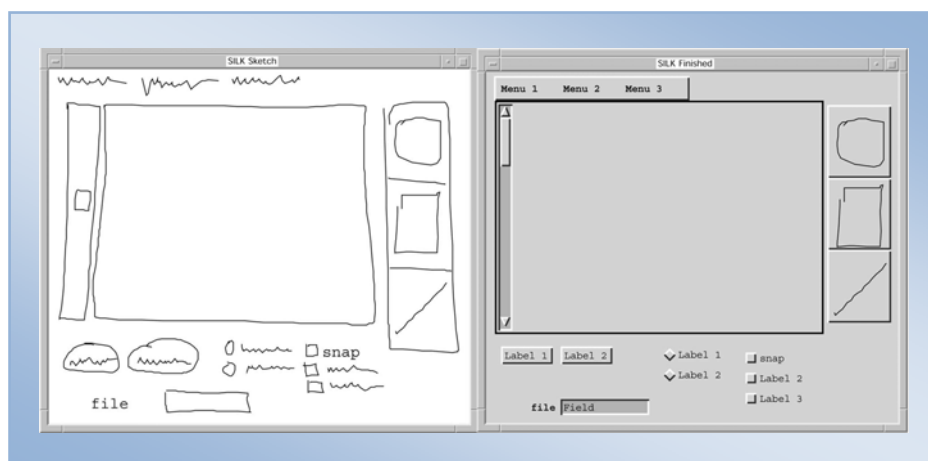 SILK Sketch
snap
file
SILK Finished
Menu 1 Menu 2 Menu 3
Label 1 Label 2
Label 1
Label 2
snap
Label 2
Label 3
file Field